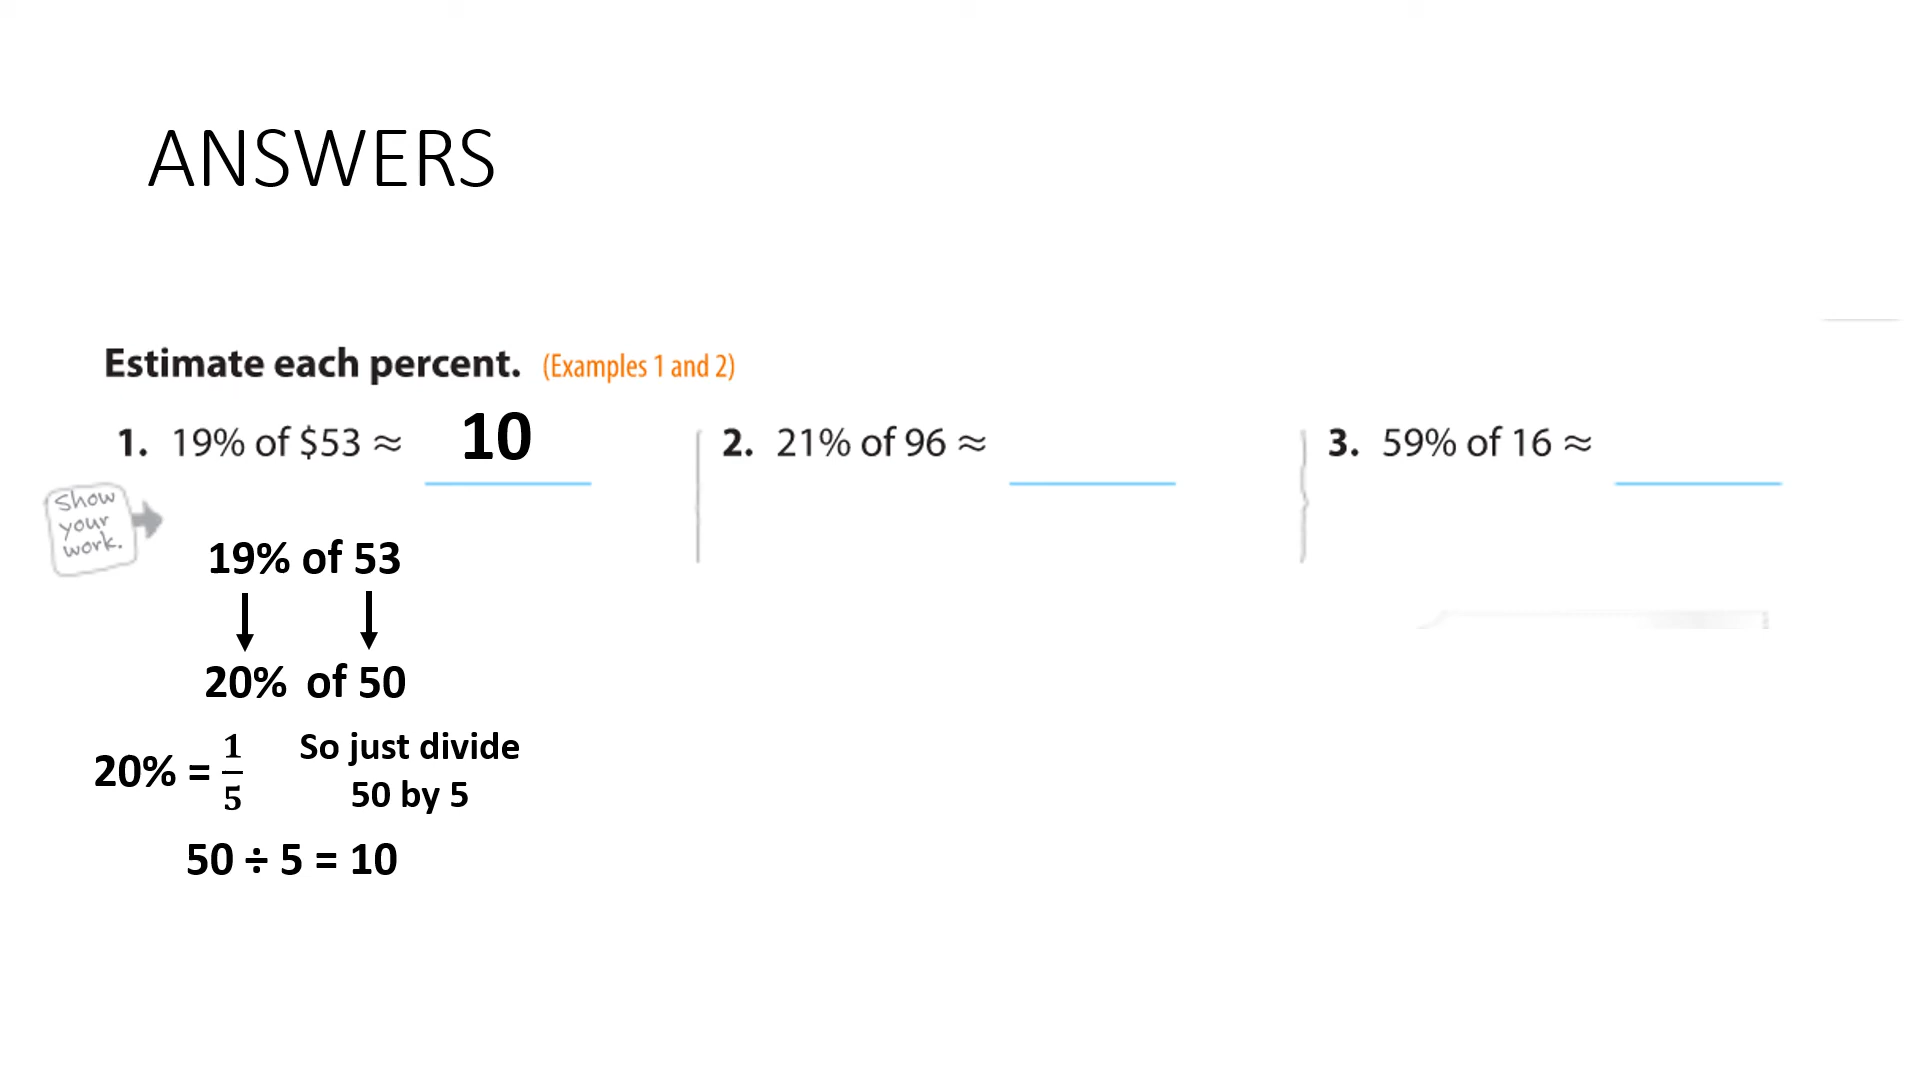 ANSWERS
Estimate each percent. (Examples 1 and 2)
1. 19% of $53 ≈ 10
2. 21% of 96 ≈
3. 59% of 16 ≈
Show
your
work.
19% of 53
20% of 50
20% = 1/5
So just divide
50 by 5
50 ÷ 5 = 10